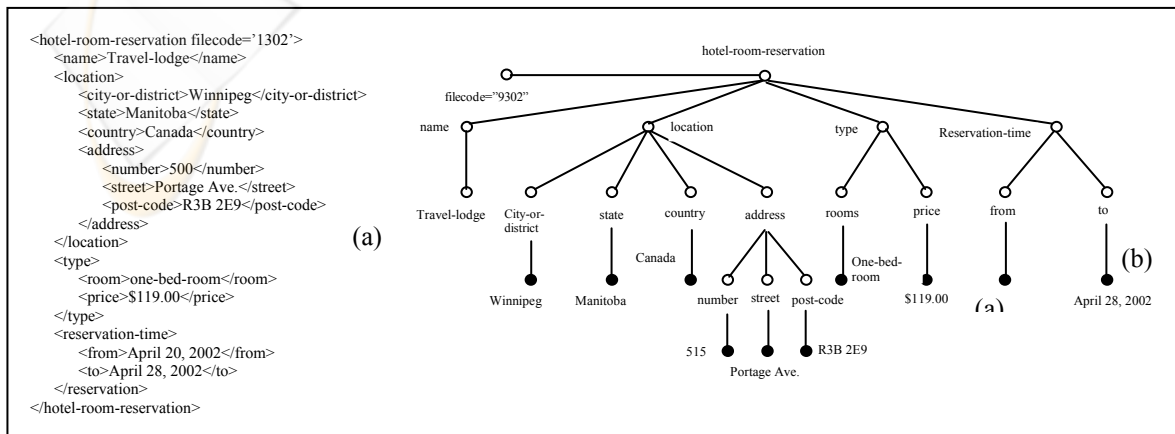 <hotel-room-reservation filecode='1302'>
<name>Travel-lodge</name>
<location>
<city-or-district>Winnipeg</city-or-district>
<state>Manitoba</state>
<country>Canada</country>
<address>
<number>500</number>
<street>Portage Ave.</street>
<post-code>R3B 2E9</post-code>
</address>
</location>
<type>
<room>one-bed-room</room>
<price>$119.00</price>
</type>
<reservation-time>
<from>April 20, 2002</from>
<to>April 28, 2002</to>
</reservation>
</hotel-room-reservation>
(a)
hotel-room-reservation
filecode="9302"
name
location
type
Reservation-time
Travel-lodge
City-or-
district
state
country
address
rooms
price
from
to
Winnipeg
Manitoba
Canada
number
street
post-code
One-bed-
room
$119.00
(a)
April 28, 2002
(b)
515
Portage Ave.
R3B 2E9